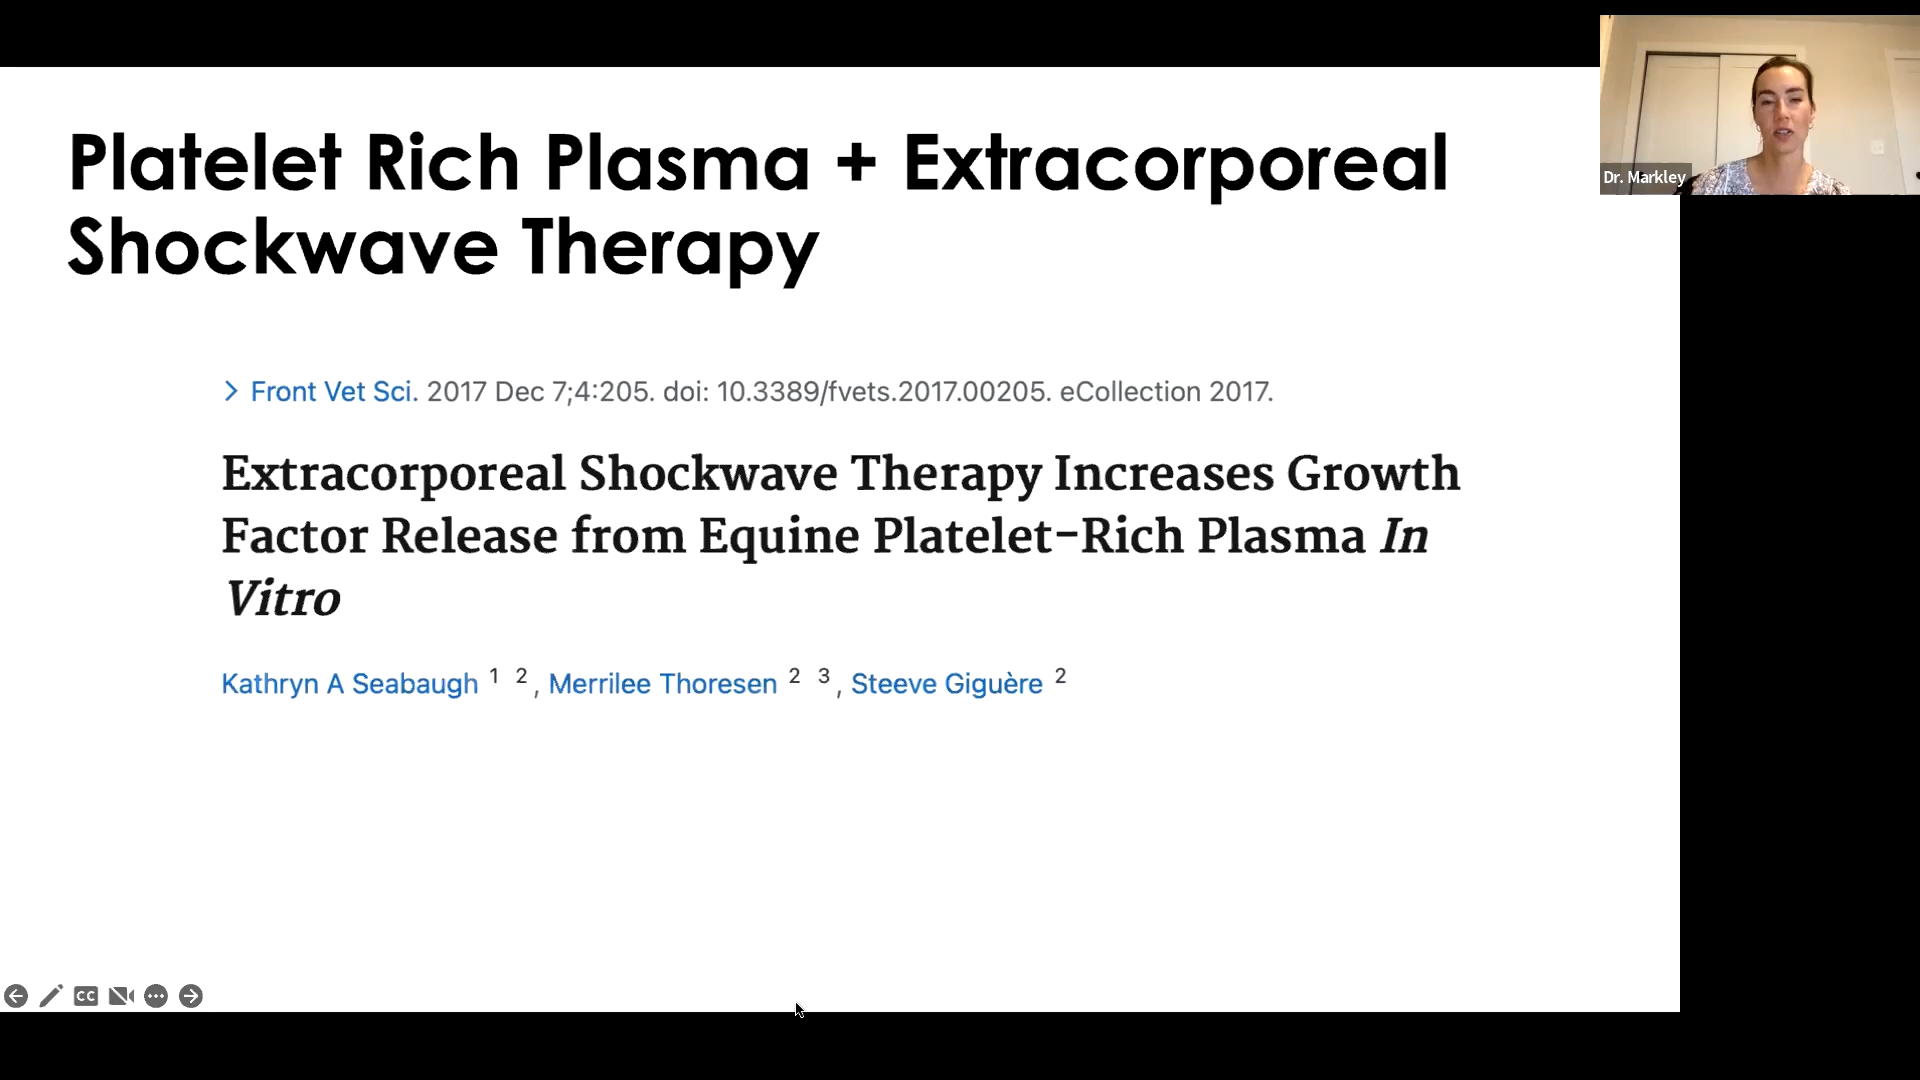 Platelet Rich Plasma + Extracorporeal
Shockwave Therapy
Dr. Markley
Front Vet Sci. 2017 Dec 7;4:205. doi: 10.3389/fvets.2017.00205. eCollection 2017.
Extracorporeal Shockwave Therapy Increases Growth
Factor Release from Equine Platelet-Rich Plasma In
Vitro
Kathryn A Seabaugh 1 2, Merrilee Thoresen 2 3, Steeve Giguère 2
CC